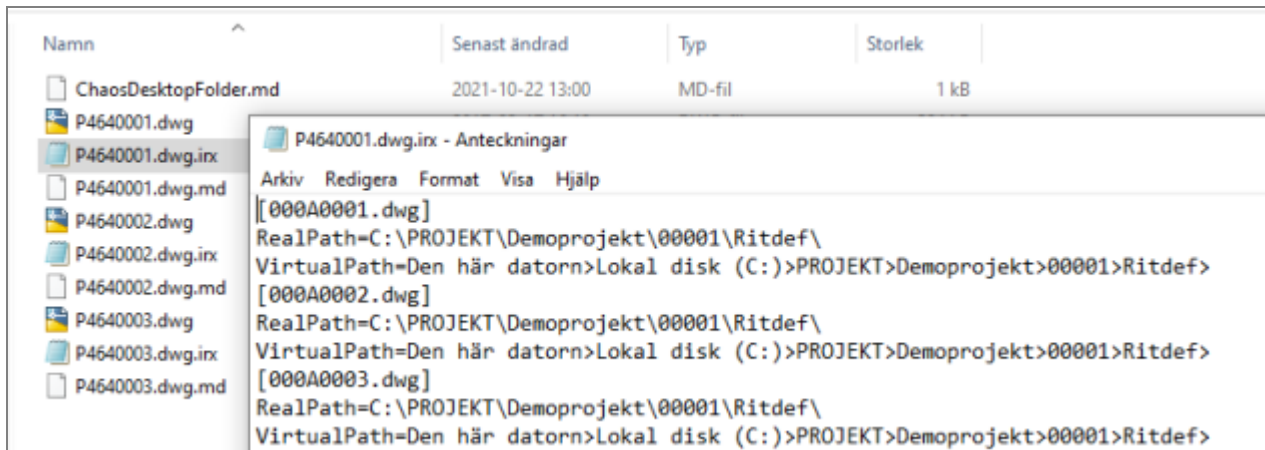 Namn Senast ändrad Typ Storlek
ChaosDesktopFolder.md 2021-10-22 13:00 MD-fil 1 kB
P4640001.dwg
P4640001.dwg.irx
P4640001.dwg.md
P4640002.dwg
P4640002.dwg.irx
P4640002.dwg.md
P4640003.dwg
P4640003.dwg.irx
P4640003.dwg.md
P4640001.dwg.irx - Anteckningar
Arkiv Redigera Format Visa Hjälp
[000A0001.dwg]
RealPath=C:\PROJEKT\Demoprojekt\00001\Ritdef\
VirtualPath=Den här datorn>Lokal disk (C:)>PROJEKT>Demoprojekt>00001>Ritdef>
[000A0002.dwg]
RealPath=C:\PROJEKT\Demoprojekt\00001\Ritdef\
VirtualPath=Den här datorn>Lokal disk (C:)>PROJEKT>Demoprojekt>00001>Ritdef>
[000A0003.dwg]
RealPath=C:\PROJEKT\Demoprojekt\00001\Ritdef\
VirtualPath=Den här datorn>Lokal disk (C:)>PROJEKT>Demoprojekt>00001>Ritdef>